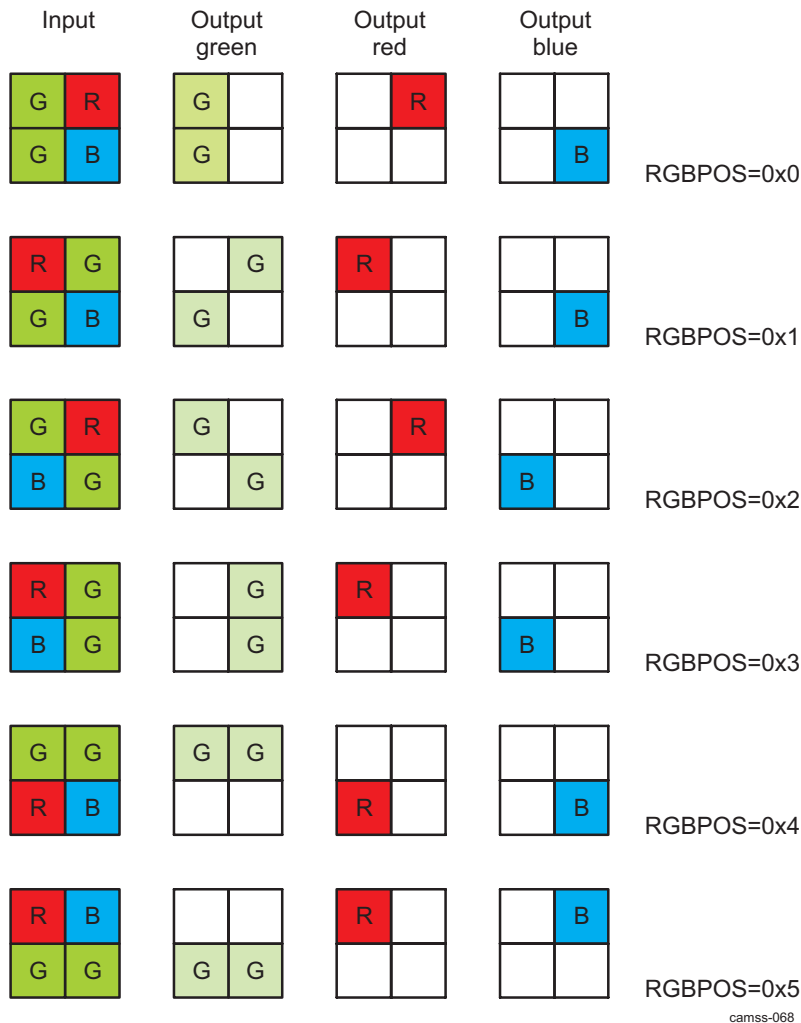 Input Output green Output red Output blue
G R G R
G B G B RGBPOS=0x0
R G G R
G B G B RGBPOS=0x1
G R G R
B G G B RGBPOS=0x2
R G G R
B G G B RGBPOS=0x3
G G G G
R B R B RGBPOS=0x4
R B R B
G G G G RGBPOS=0x5
camss-068